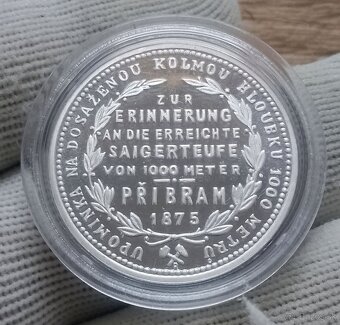 UPOMÍNKA NA DOSAŽENOU KOLMOU HLOUBKU 1000 METRŮ
ZUR
ERINNERUNG
AN DIE ERREICHTE
SAIGERTEUFE
VON 1000 METER
PŘIBRAM
1875